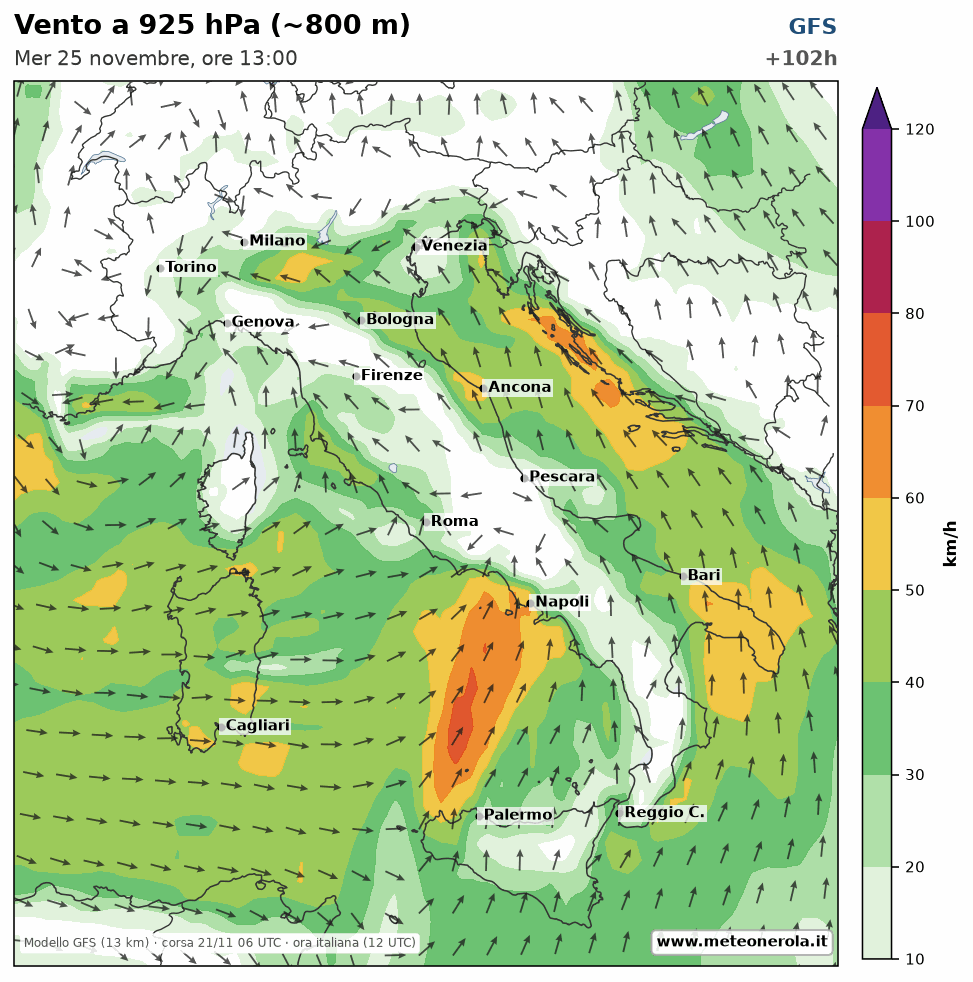 Vento a 925 hPa (~800 m)
GFS
Mer 25 novembre, ore 13:00
+102h
Milano
Venezia
Torino
Genova
Bologna
Firenze
Ancona
Pescara
Roma
Bari
Napoli
Cagliari
Palermo
Reggio C.
120
100
80
70
60
50
40
30
20
10
km/h
Modello GFS (13 km) · corsa 21/11 06 UTC · ora italiana (12 UTC)
www.meteonerola.it